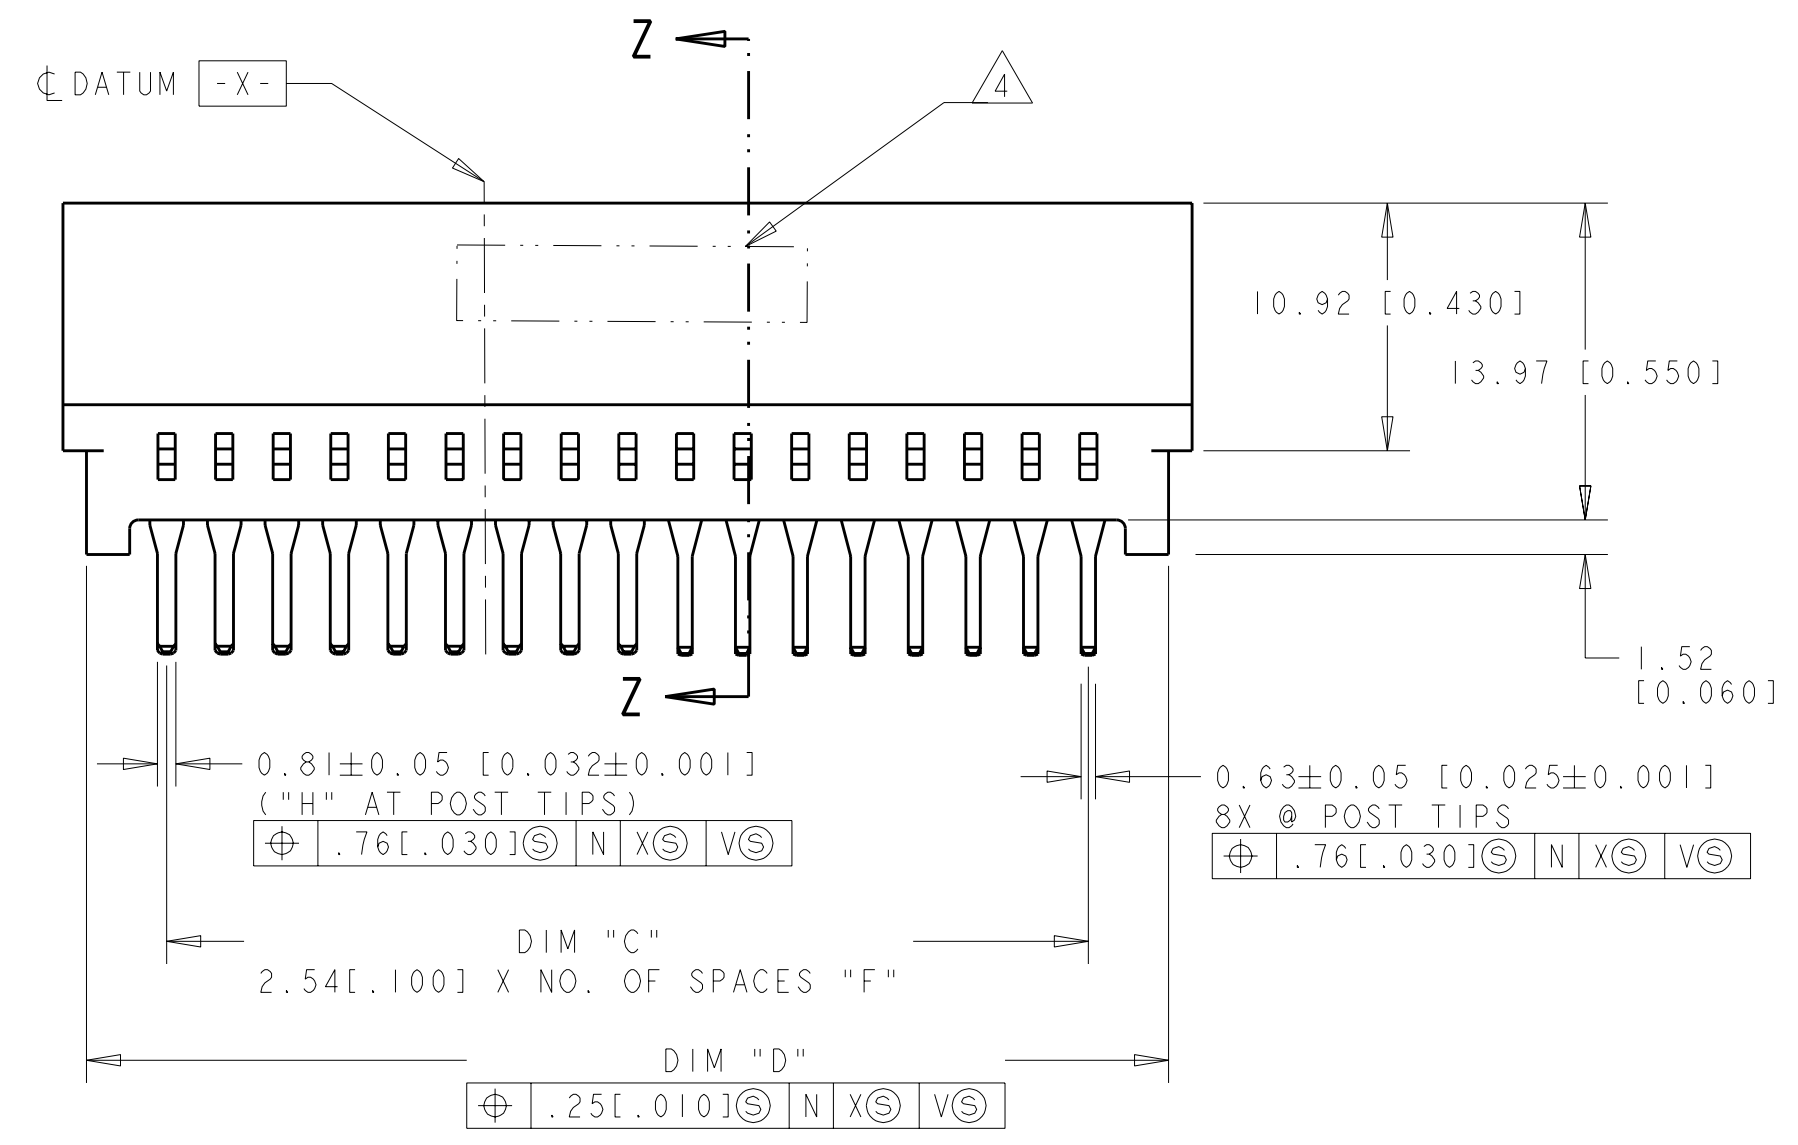 Z
℄ DATUM -X-
4
10.92 [0.430]
13.97 [0.550]
1.52
[0.060]
Z
0.81±0.05 [0.032±0.001]
("H" AT POST TIPS)
⌖ .76[.030]Ⓢ N XⓈ VⓈ
0.63±0.05 [0.025±0.001]
8X @ POST TIPS
⌖ .76[.030]Ⓢ N XⓈ VⓈ
DIM "C"
2.54[.100] X NO. OF SPACES "F"
DIM "D"
⌖ .25[.010]Ⓢ N XⓈ VⓈ